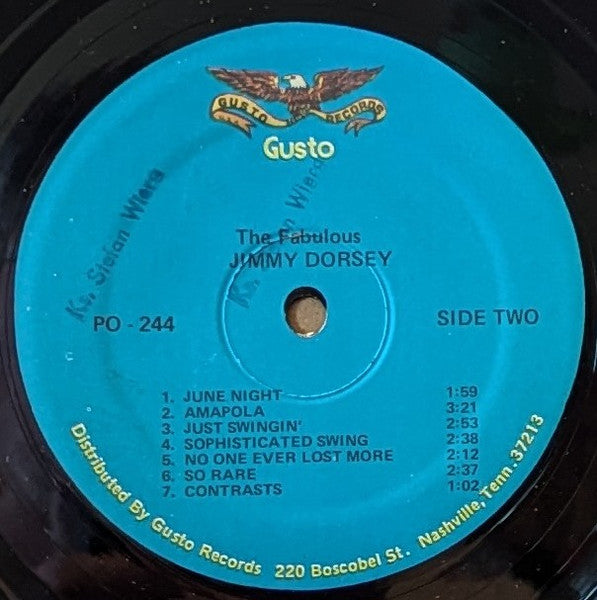 GUSTO RECORDS
Gusto
Ks. Stefan Wiera
Ks. Stefan Wiera
The Fabulous
JIMMY DORSEY
PO - 244
SIDE TWO
1. JUNE NIGHT 1:59
2. AMAPOLA 3:21
3. JUST SWINGIN' 2:53
4. SOPHISTICATED SWING 2:38
5. NO ONE EVER LOST MORE 2:12
6. SO RARE 2:37
7. CONTRASTS 1:02
Distributed By Gusto Records 220 Boscobel St. Nashville, Tenn. 37213